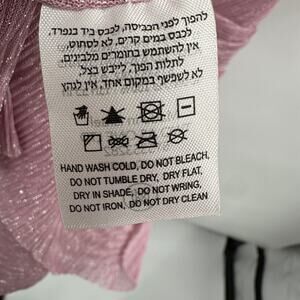 להפוך לפני הכביסה, לכבס ביד בנפרד,
לכבס במים קרים, לא לסחוט,
אין להשתמש בחומרים מלבינים,
לתלות הפוך, לייבש בצל,
לא לשפשף במקום אחד, אין לגהץ
HAND WASH COLD, DO NOT BLEACH,
DO NOT TUMBLE DRY, DRY FLAT,
DRY IN SHADE, DO NOT WRING,
DO NOT IRON, DO NOT DRY CLEAN